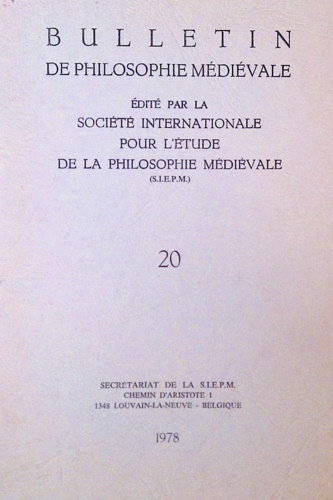 BULLETIN
DE PHILOSOPHIE MÉDIÉVALE
ÉDITÉ PAR LA
SOCIÉTÉ INTERNATIONALE
POUR L'ÉTUDE
DE LA PHILOSOPHIE MÉDIÉVALE
(S.I.E.P.M.)
20
SECRETARIAT DE LA S.I.E.P.M.
CHEMIN D'ARISTOTE 1
1348 LOUVAIN-LA-NEUVE – BELGIQUE
1978